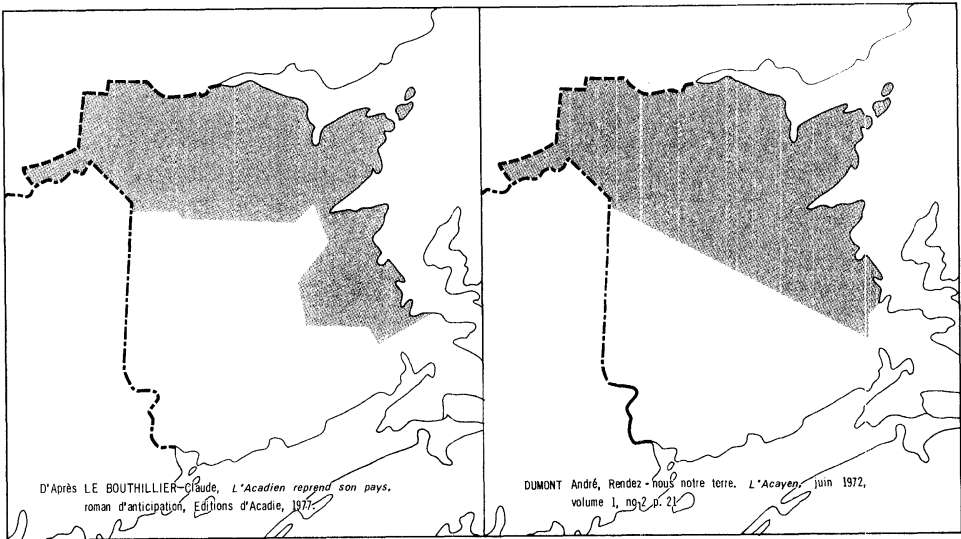 D'Après LE BOUTHILLIER-Claude, L'Acadien reprend son pays,
roman d'anticipation, Editions d'Acadie, 1977.
DUMONT André, Rendez-nous notre terre. L'Acayen, juin 1972,
volume 1, no 2 p. 21